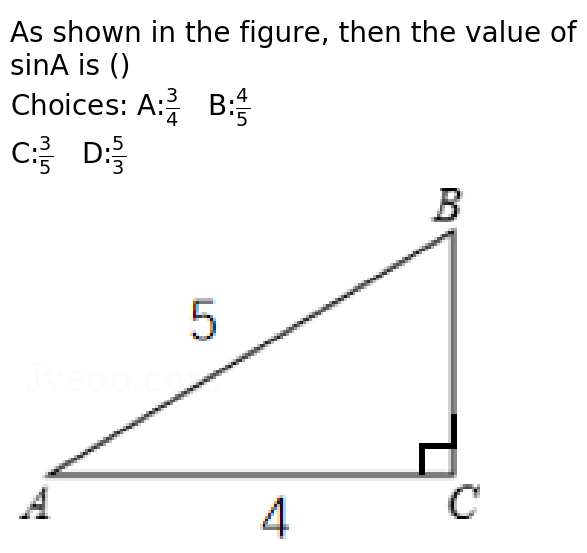 As shown in the figure, then the value of
sinA is ()
Choices: A:\frac{3}{4} B:\frac{4}{5}
C:\frac{3}{5} D:\frac{5}{3}
B
5
Jyeoo.com
A
4
C